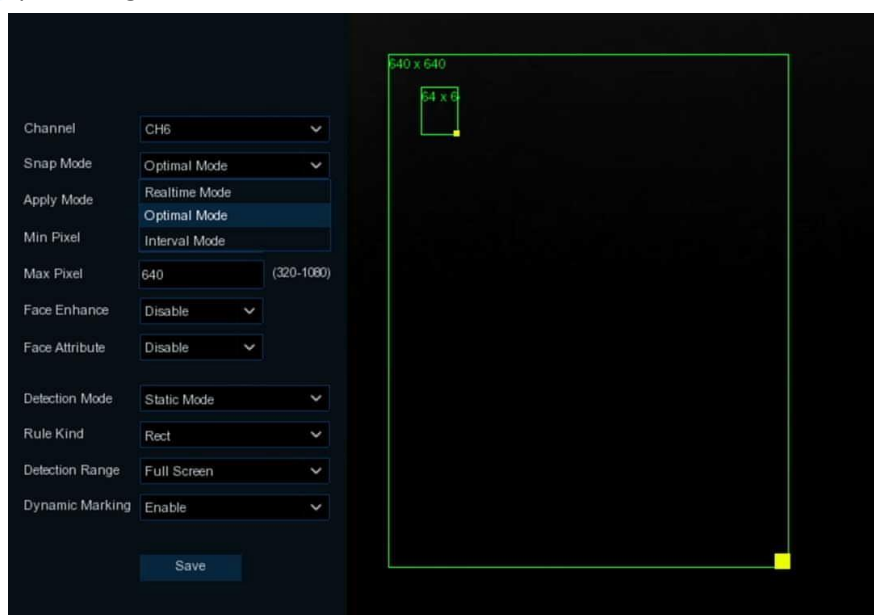 640 x 640
64 x 6
Channel CH6
Snap Mode Optimal Mode
Realtime Mode
Apply Mode
Optimal Mode
Min Pixel Interval Mode
Max Pixel 640 (320-1080)
Face Enhance Disable
Face Attribute Disable
Detection Mode Static Mode
Rule Kind Rect
Detection Range Full Screen
Dynamic Marking Enable
Save